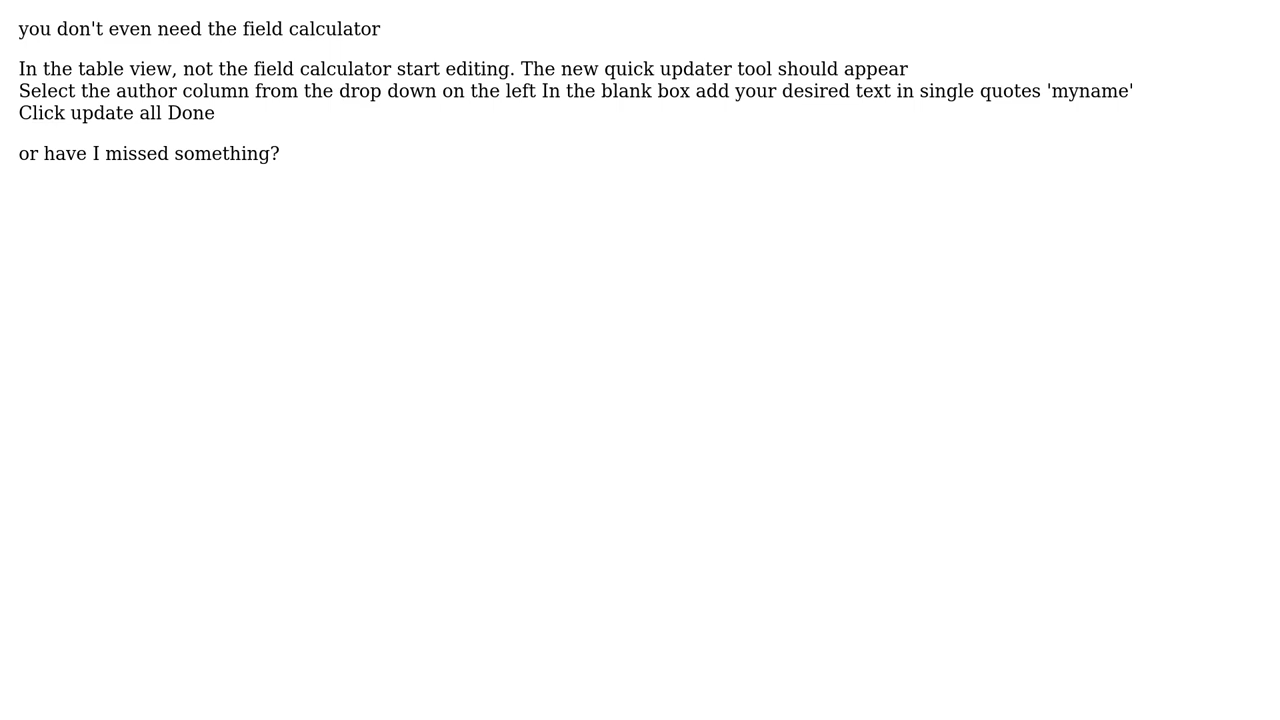 you don't even need the field calculator
In the table view, not the field calculator start editing. The new quick updater tool should appear
Select the author column from the drop down on the left In the blank box add your desired text in single quotes 'myname'
Click update all Done
or have I missed something?